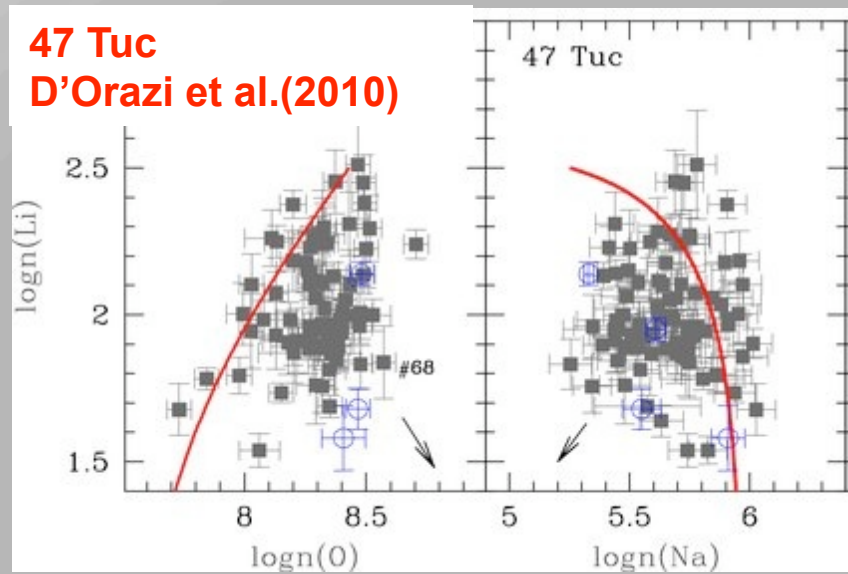 47 Tuc
D'Orazi et al.(2010)
47 Tuc
2.5
2
1.5
logn(Li)
#68
8
8.5
5
5.5
6
logn(O)
logn(Na)